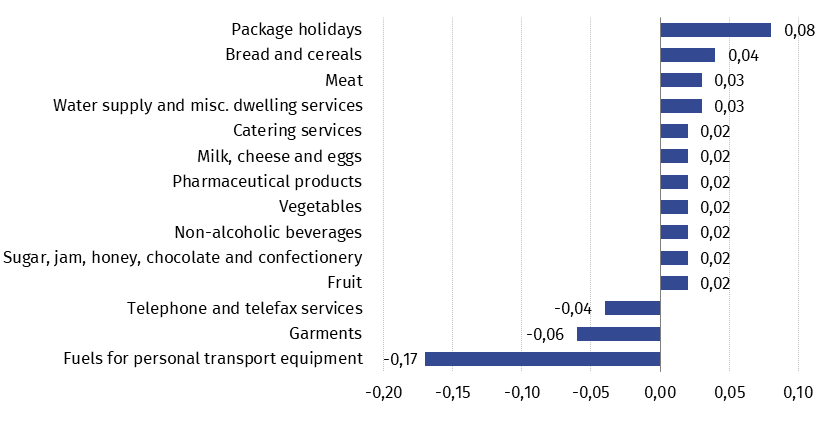 Package holidays 0,08
Bread and cereals 0,04
Meat 0,03
Water supply and misc. dwelling services 0,03
Catering services 0,02
Milk, cheese and eggs 0,02
Pharmaceutical products 0,02
Vegetables 0,02
Non-alcoholic beverages 0,02
Sugar, jam, honey, chocolate and confectionery 0,02
Fruit 0,02
Telephone and telefax services -0,04
Garments -0,06
Fuels for personal transport equipment -0,17
-0,20 -0,15 -0,10 -0,05 0,00 0,05 0,10